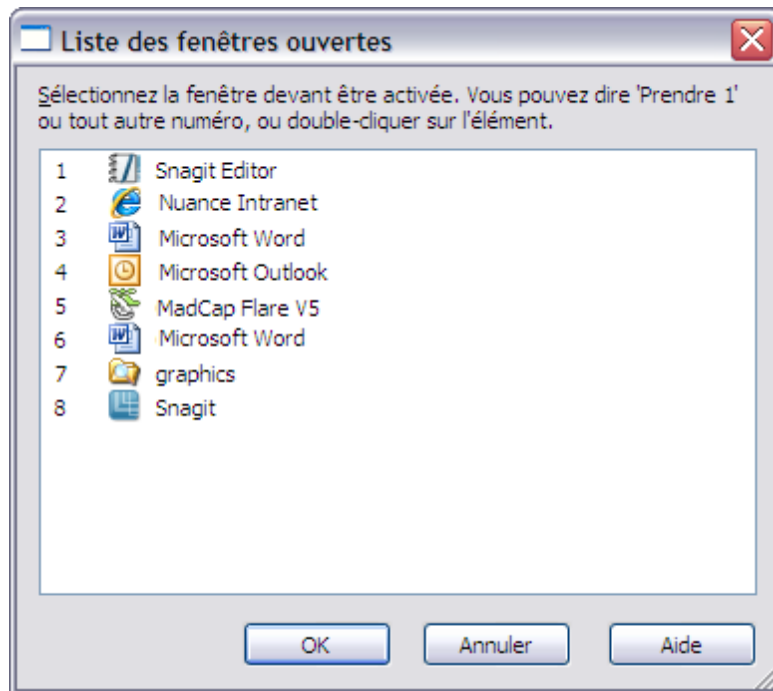 Liste des fenêtres ouvertes
Sélectionnez la fenêtre devant être activée. Vous pouvez dire 'Prendre 1'
ou tout autre numéro, ou double-cliquer sur l'élément.
1 Snagit Editor
2 Nuance Intranet
3 Microsoft Word
4 Microsoft Outlook
5 MadCap Flare V5
6 Microsoft Word
7 graphics
8 Snagit
OK Annuler Aide